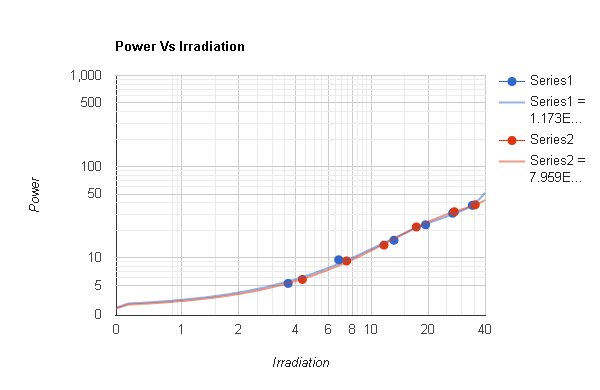 Power Vs Irradiation
1,000
500
100
50
10
5
0
Power
0 1 2 4 6 8 10 20 40
Irradiation
Series1
Series1 =
1.173E...
Series2
Series2 =
7.959E...